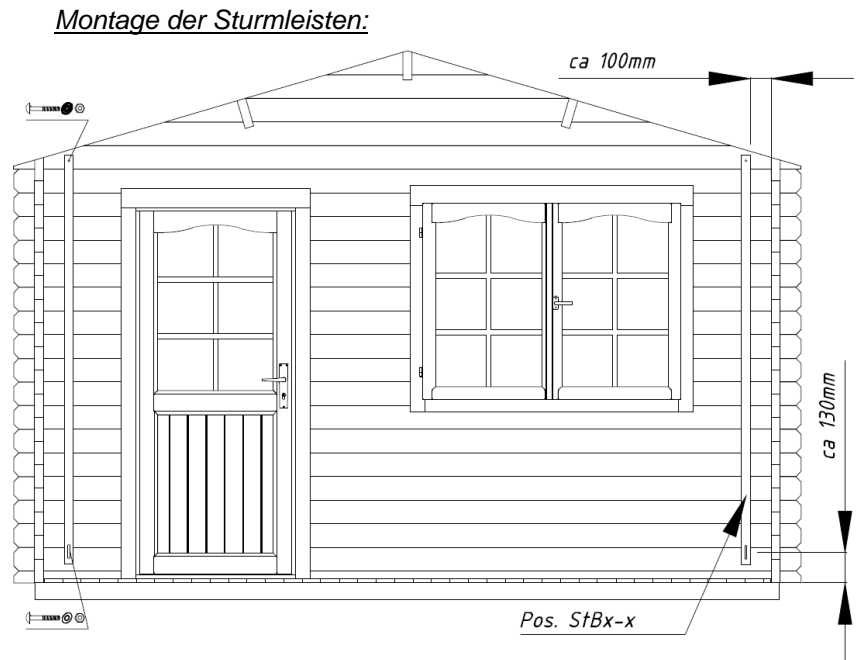 Montage der Sturmleisten:
ca 100mm
ca 130mm
Pos. StBx-x